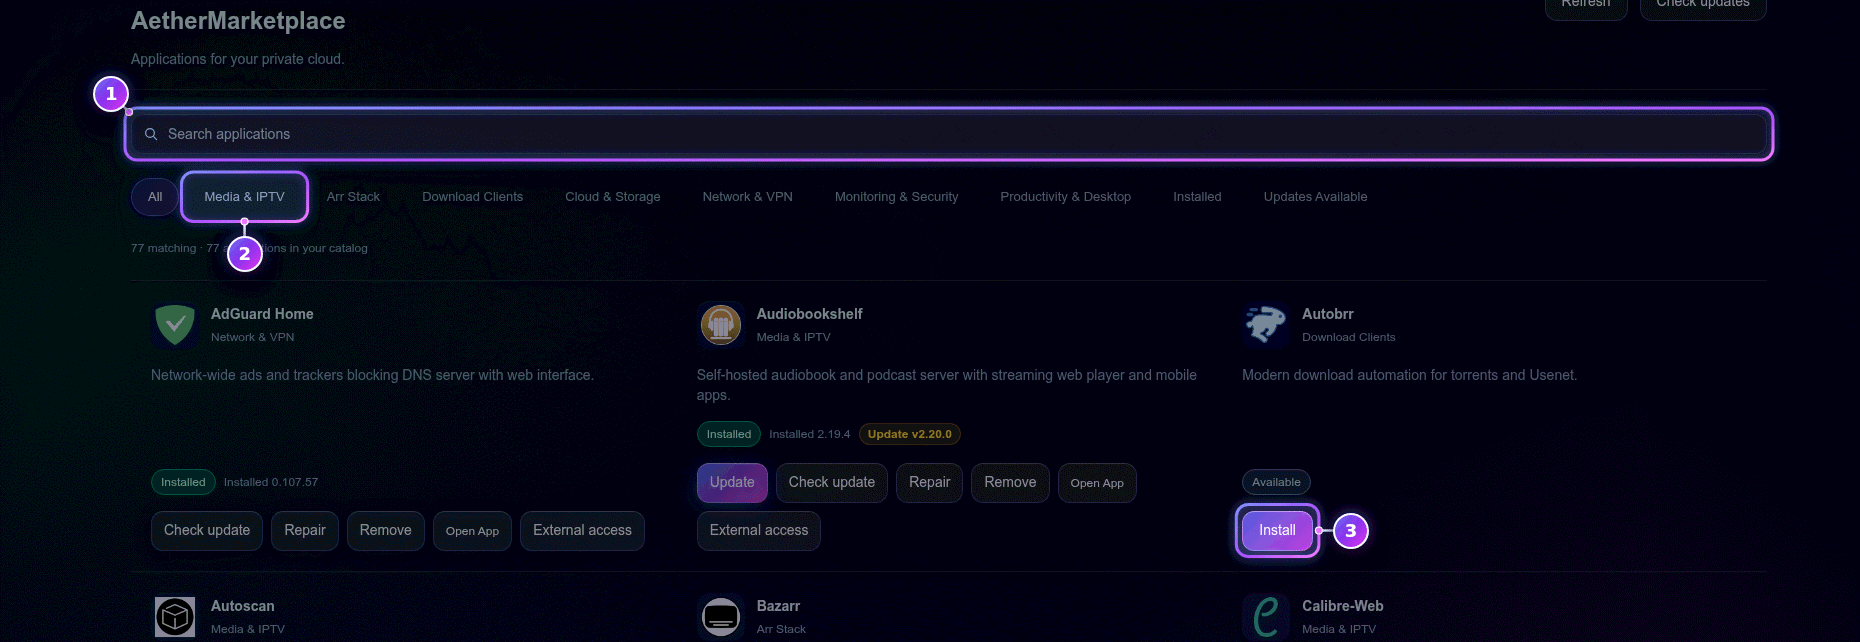 AetherMarketplace
Refresh
Check updates
Applications for your private cloud.
1
Search applications
All
Media & IPTV
Arr Stack
Download Clients
Cloud & Storage
Network & VPN
Monitoring & Security
Productivity & Desktop
Installed
Updates Available
77 matching · 77
ions in your catalog
2
AdGuard Home
Network & VPN
Network-wide ads and trackers blocking DNS server with web interface.
Installed
Installed 0.107.57
Check update
Repair
Remove
Open App
External access
Audiobookshelf
Media & IPTV
Self-hosted audiobook and podcast server with streaming web player and mobile
apps.
Installed
Installed 2.19.4
Update v2.20.0
Update
Check update
Repair
Remove
Open App
External access
Autobrr
Download Clients
Modern download automation for torrents and Usenet.
Available
Install
3
Autoscan
Media & IPTV
Bazarr
Arr Stack
Calibre-Web
Media & IPTV